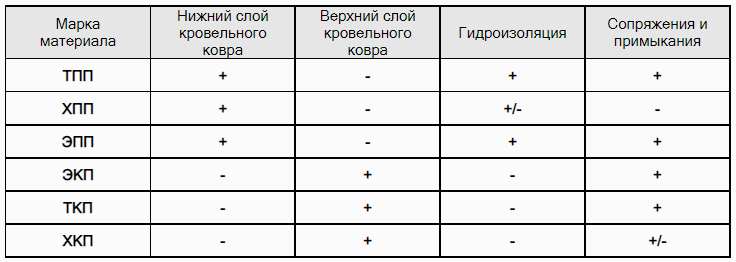 Марка материала | Нижний слой кровельного ковра | Верхний слой кровельного ковра | Гидроизоляция | Сопряжения и примыкания
ТПП | + | - | + | +
ХПП | + | - | +/- | -
ЭПП | + | - | + | +
ЭКП | - | + | - | +
ТКП | - | + | - | +
ХКП | - | + | - | +/-